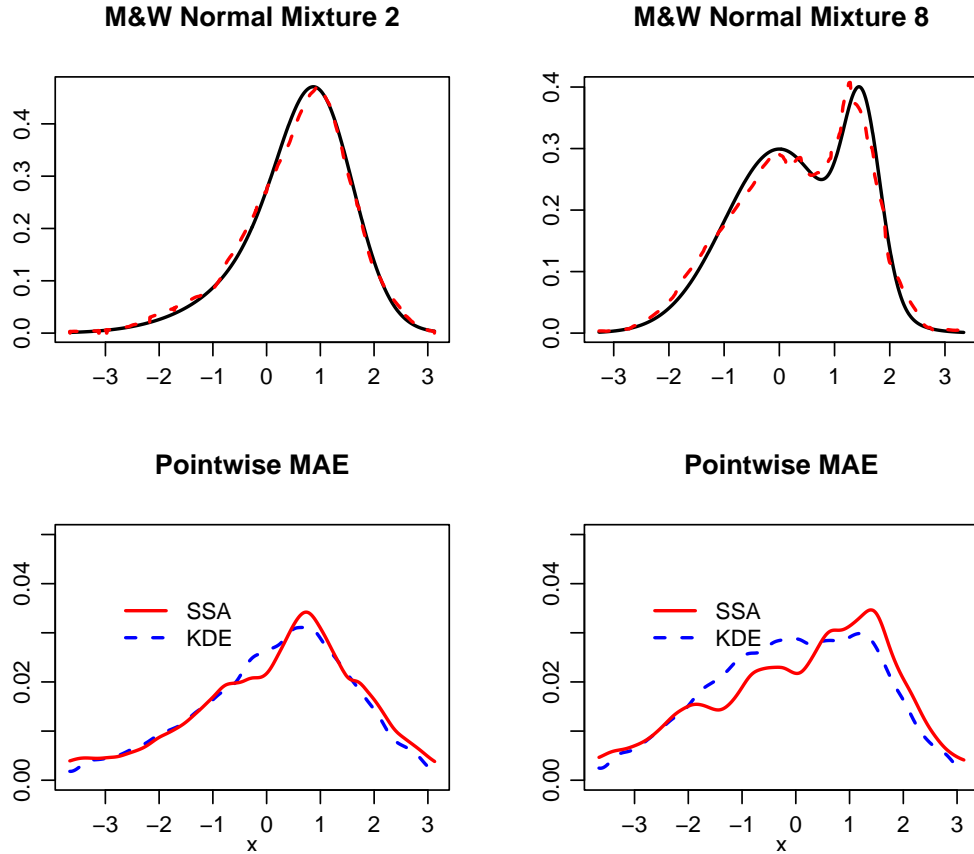 M&W Normal Mixture 2
0.0 0.1 0.2 0.3 0.4
−3 −2 −1 0 1 2 3
M&W Normal Mixture 8
0.0 0.1 0.2 0.3 0.4
−3 −2 −1 0 1 2 3
Pointwise MAE
0.00 0.02 0.04
SSA
KDE
−3 −2 −1 0 1 2 3
x
Pointwise MAE
0.00 0.02 0.04
SSA
KDE
−3 −2 −1 0 1 2 3
x